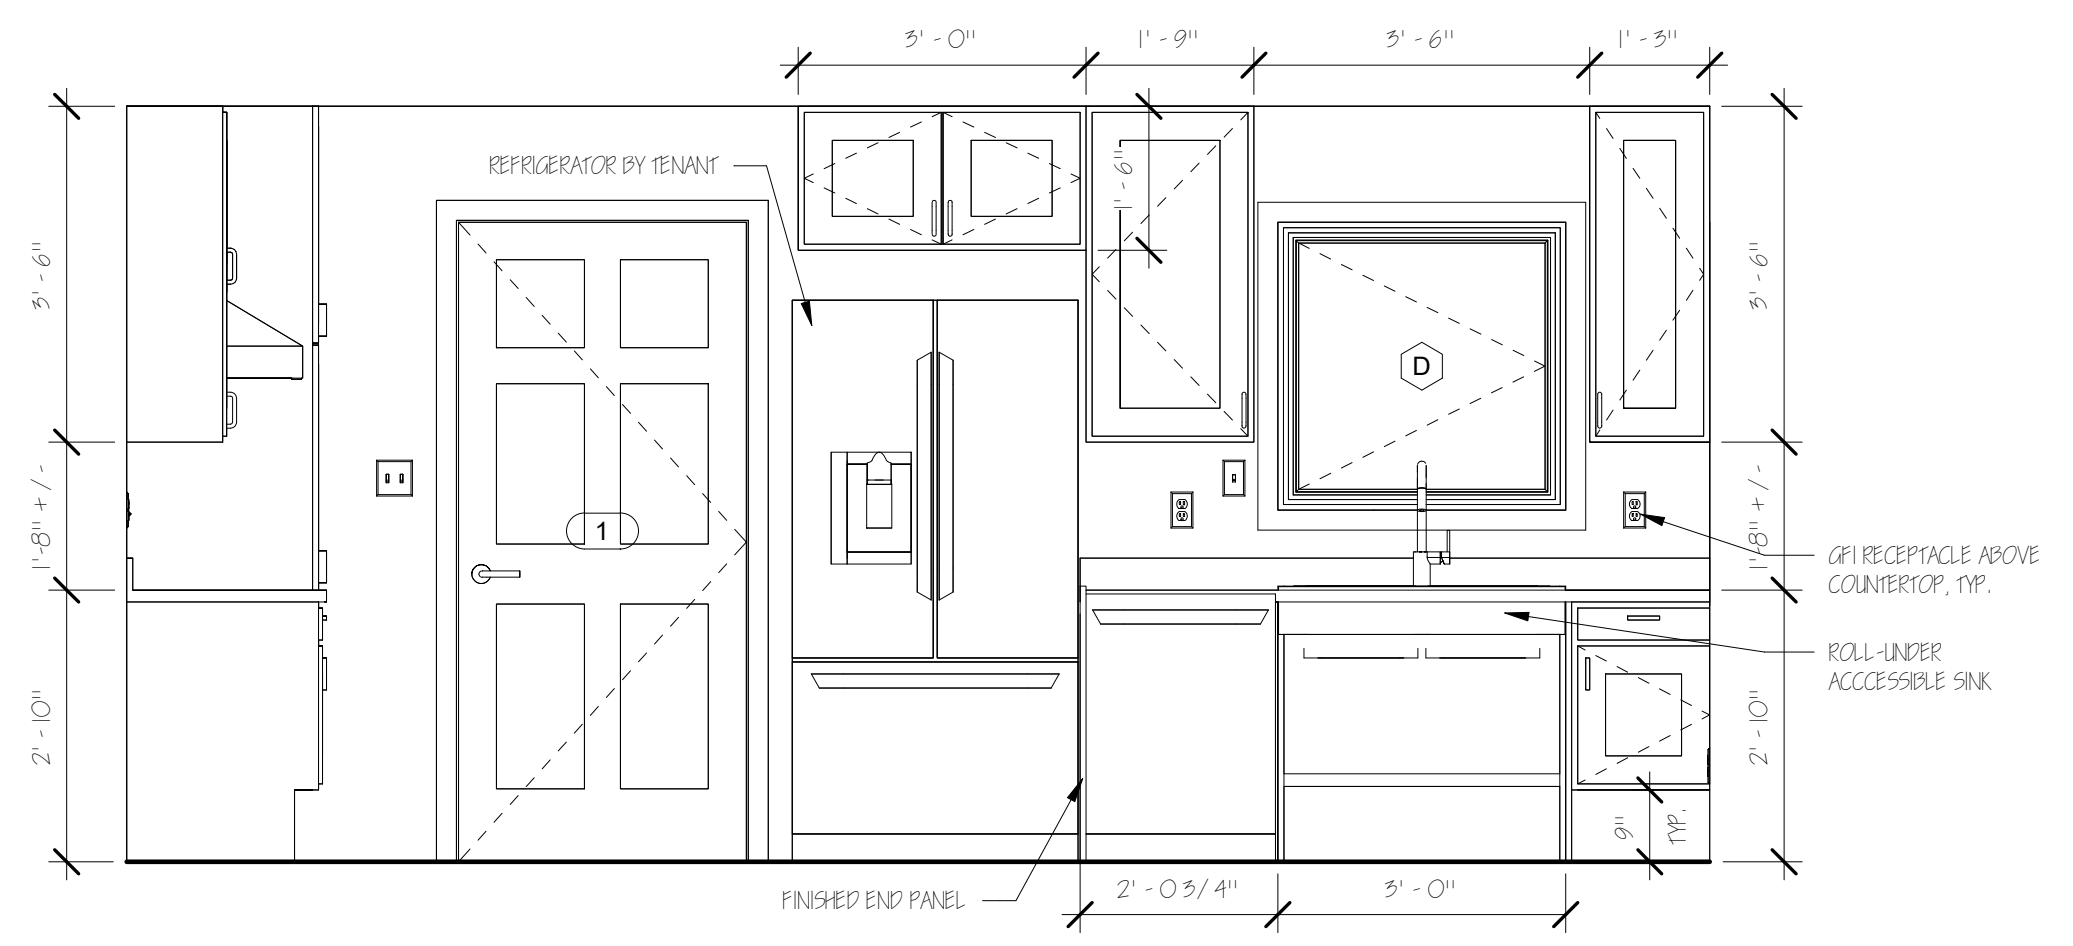 3' - 0"
1' - 9"
3' - 6"
1' - 3"
REFRIGERATOR BY TENANT
1' - 6"
3' - 6"
3' - 6"
D
1'-8" + / -
1
1'-8" + / -
GFI RECEPTACLE ABOVE
COUNTERTOP, TYP.
ROLL-UNDER
ACCCESSIBLE SINK
2' - 10"
2' - 10"
9"
TYP.
FINISHED END PANEL
2' - 0 3/4"
3' - 0"